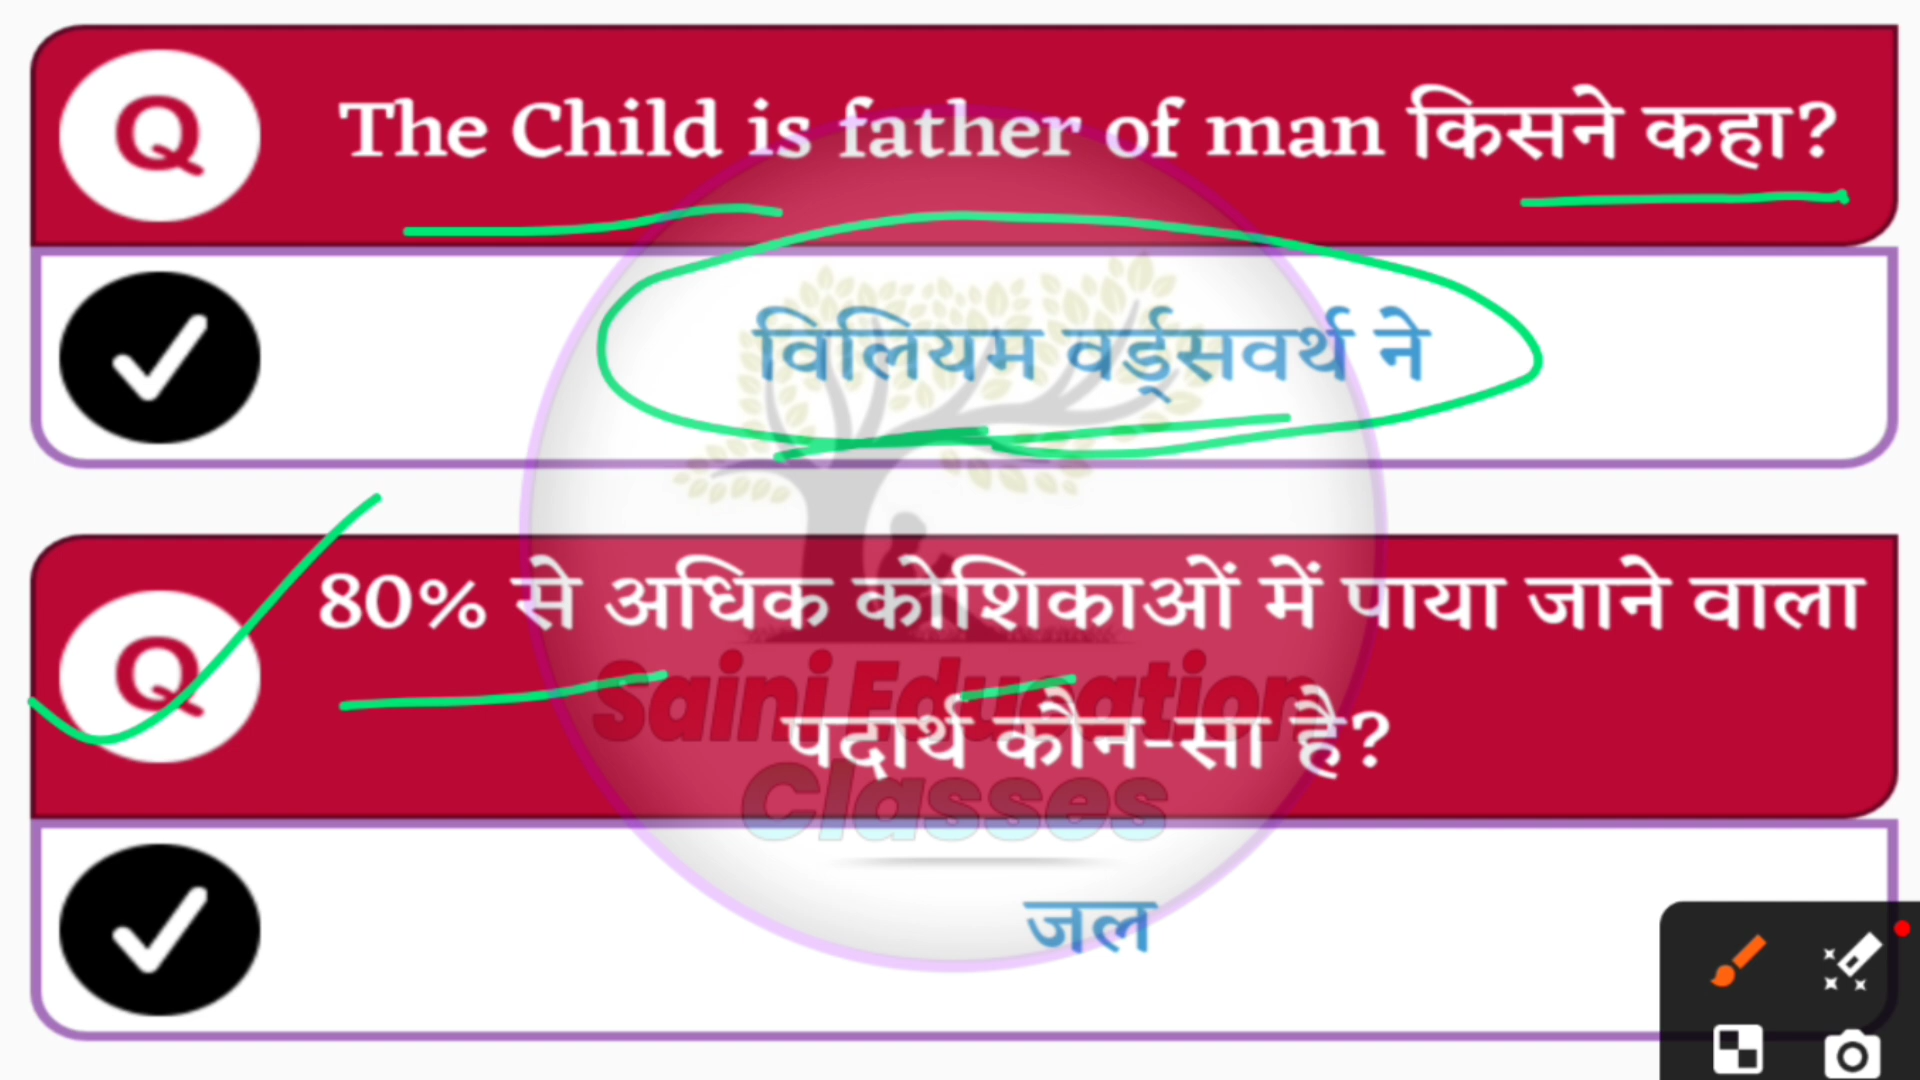 Q
The Child is father of man किसने कहा?
विलियम वर्ड्सवर्थ ने
Q
80% से अधिक कोशिकाओं में पाया जाने वाला
पदार्थ कौन-सा है?
Saini Education
Classes
जल